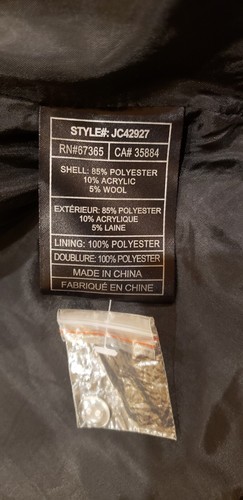 STYLE#: JC42927
RN#67365 CA# 35884
SHELL: 85% POLYESTER
10% ACRYLIC
5% WOOL
EXTÉRIEUR: 85% POLYESTER
10% ACRYLIQUE
5% LAINE
LINING: 100% POLYESTER
DOUBLURE: 100% POLYESTER
MADE IN CHINA
FABRIQUÉ EN CHINE